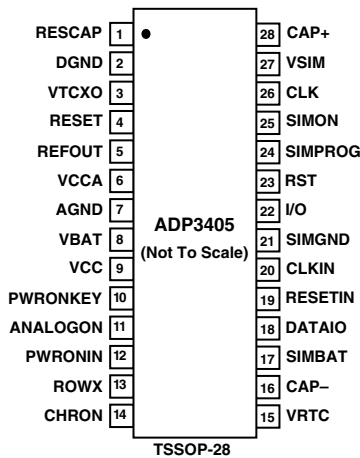 RESCAP 1 28 CAP+
DGND 2 27 VSIM
VTCXO 3 26 CLK
RESET 4 25 SIMON
REFOUT 5 24 SIMPROG
VCCA 6 23 RST
AGND 7 22 I/O
VBAT 8 21 SIMGND
VCC 9 20 CLKIN
PWRONKEY 10 19 RESETIN
ANALOGON 11 18 DATAIO
PWRONIN 12 17 SIMBAT
ROWX 13 16 CAP–
CHRON 14 15 VRTC
ADP3405
(Not To Scale)
TSSOP-28